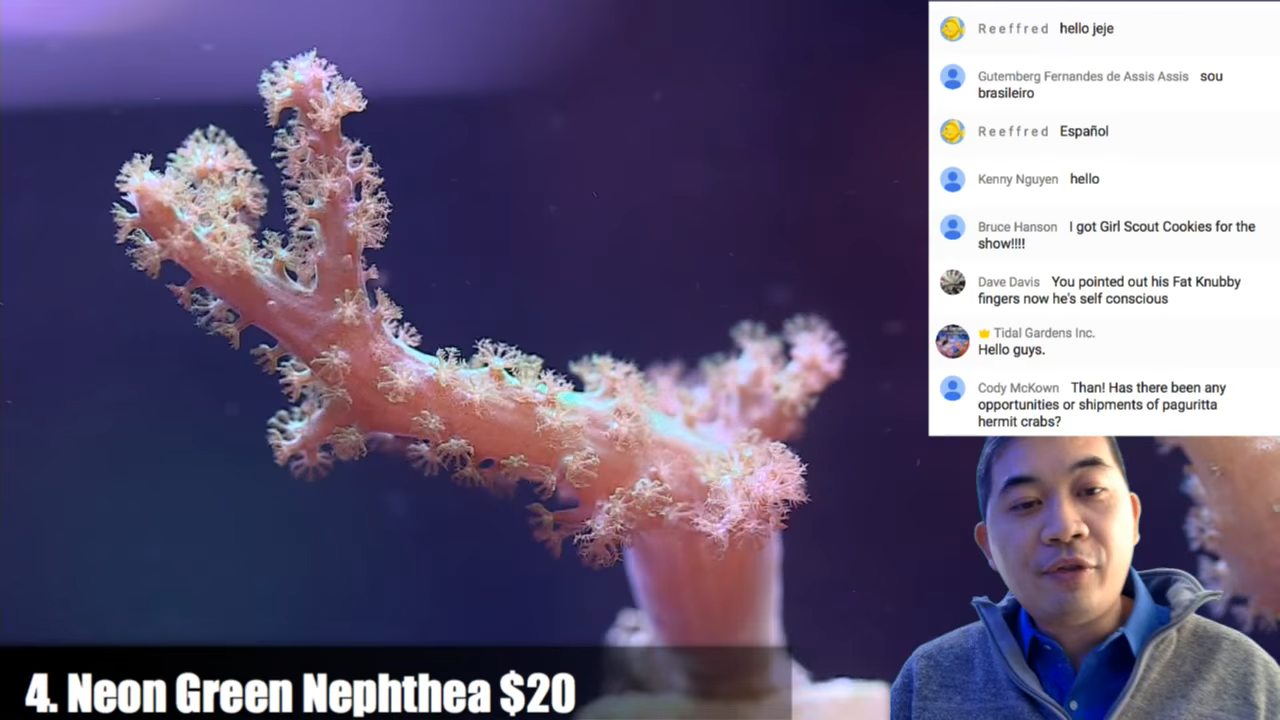 R e e f f r e d hello jeje
Gutemberg Fernandes de Assis Assis sou
brasileiro
R e e f f r e d Español
Kenny Nguyen hello
Bruce Hanson I got Girl Scout Cookies for the
show!!!!
Dave Davis You pointed out his Fat Knubby
fingers now he's self conscious
Tidal Gardens Inc.
Hello guys.
Cody McKown Than! Has there been any
opportunities or shipments of paguritta
hermit crabs?
4. Neon Green Nephthea $20